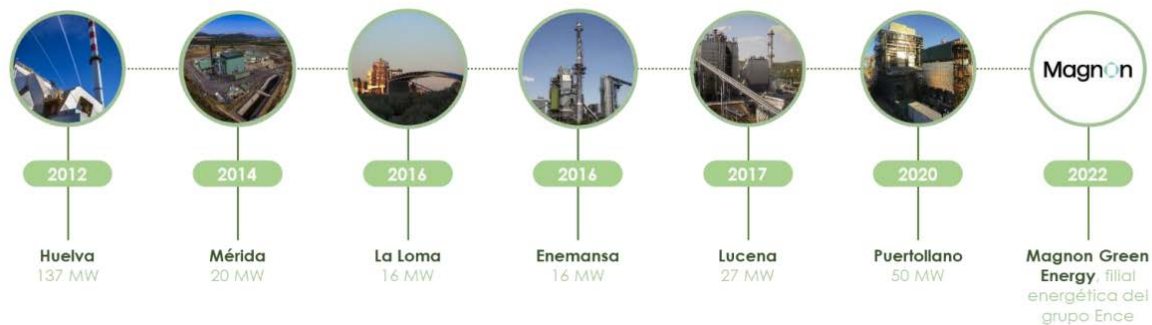 Magnon
2012
2014
2016
2016
2017
2020
2022
Huelva
137 MW
Mérida
20 MW
La Loma
16 MW
Enemansa
16 MW
Lucena
27 MW
Puertollano
50 MW
Magnon Green
Energy, filial
energética del
grupo Ence